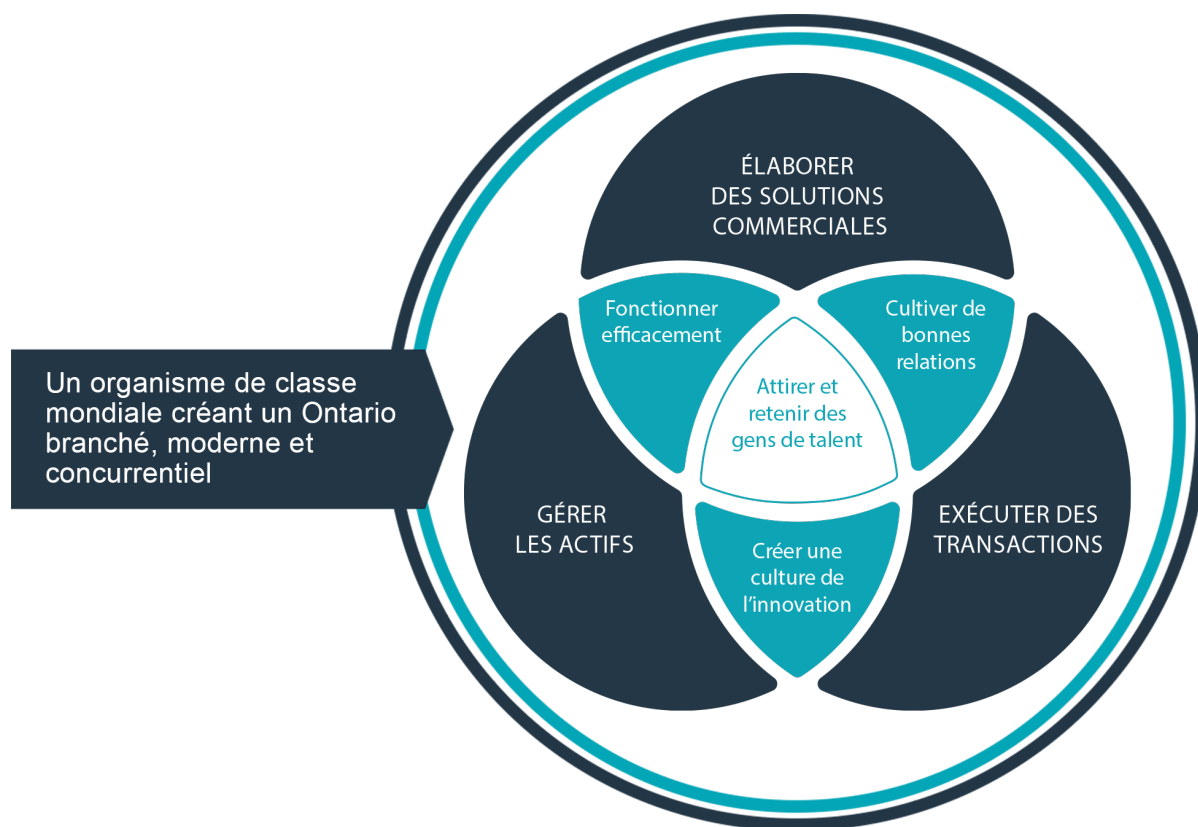 ÉLABORER
DES SOLUTIONS
COMMERCIALES
Fonctionner
efficacement
Cultiver de
bonnes
relations
Attirer et
retenir des
gens de talent
Un organisme de classe
mondiale créant un Ontario
branché, moderne et
concurrentiel
GÉRER
LES ACTIFS
EXÉCUTER DES
TRANSACTIONS
Créer une
culture de
l’innovation